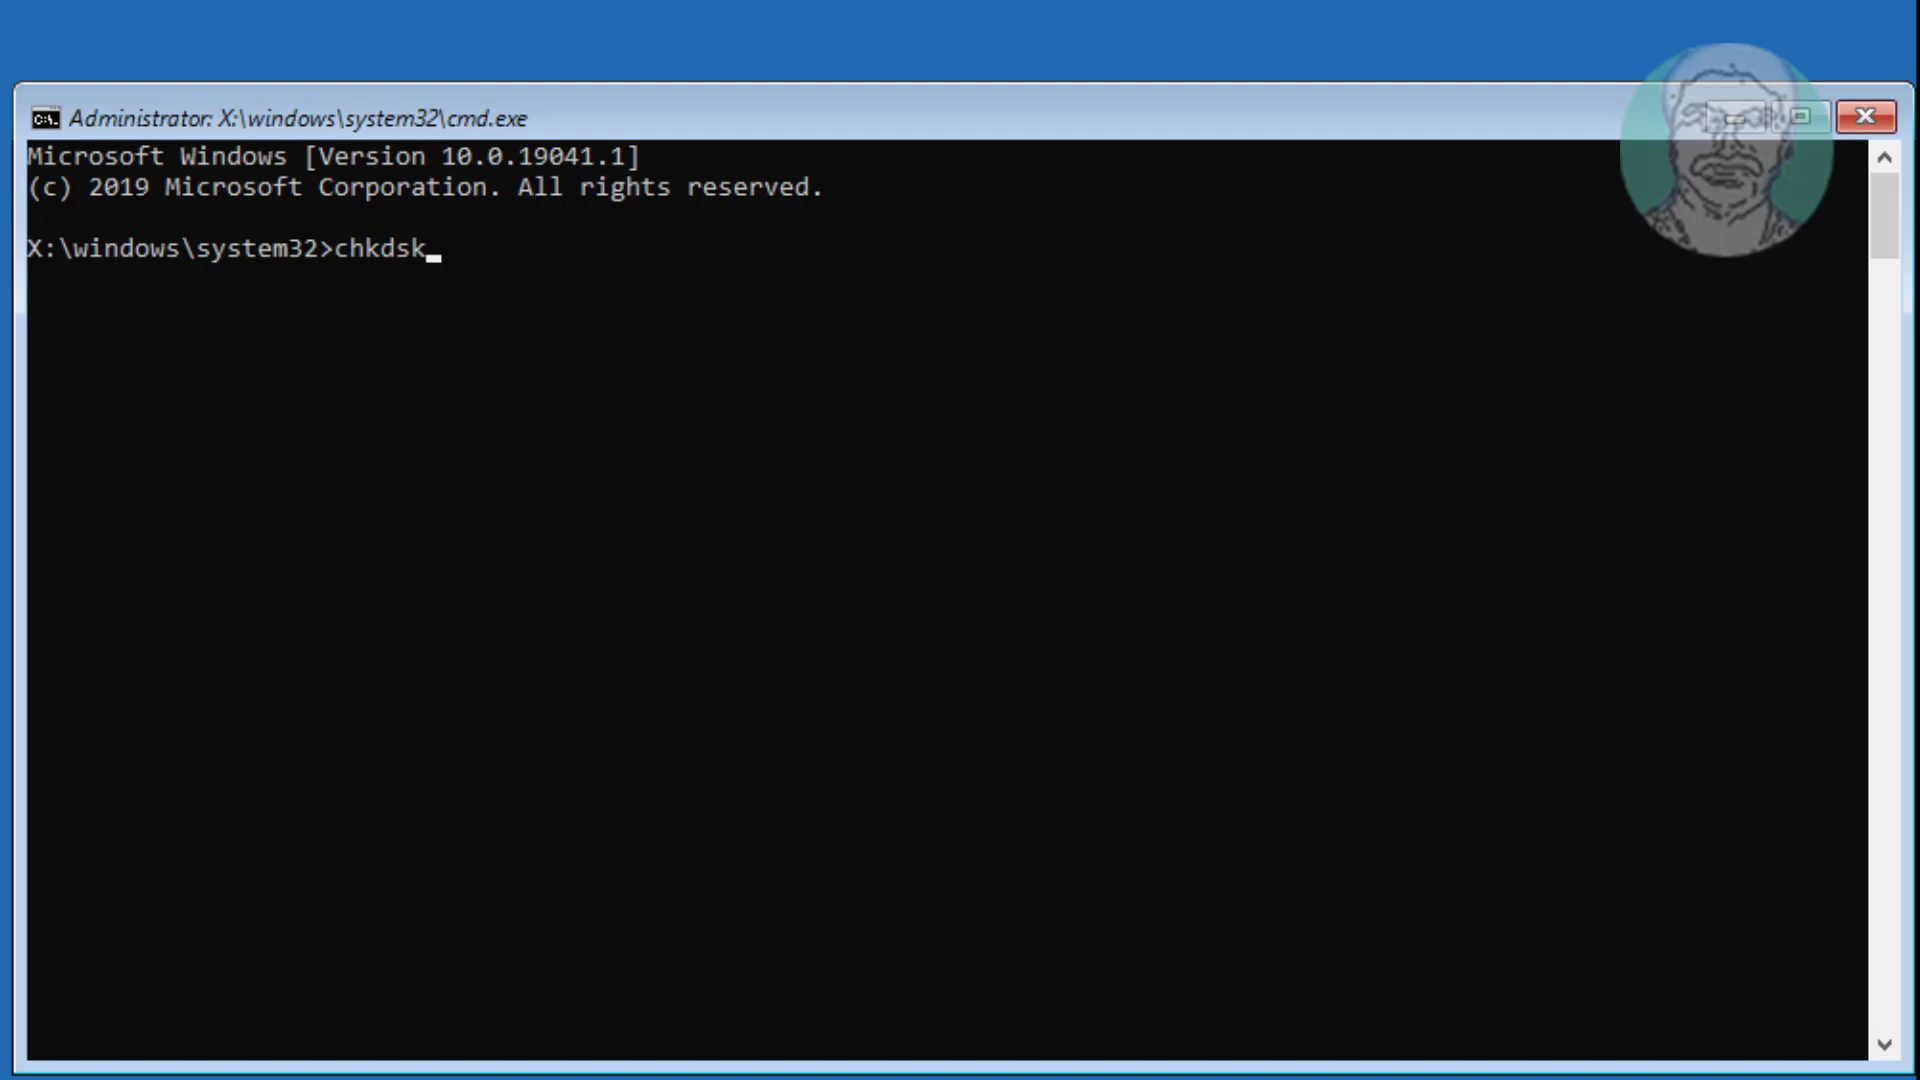 Administrator: X:\windows\system32\cmd.exe
Microsoft Windows [Version 10.0.19041.1]
(c) 2019 Microsoft Corporation. All rights reserved.
X:\windows\system32>chkdsk